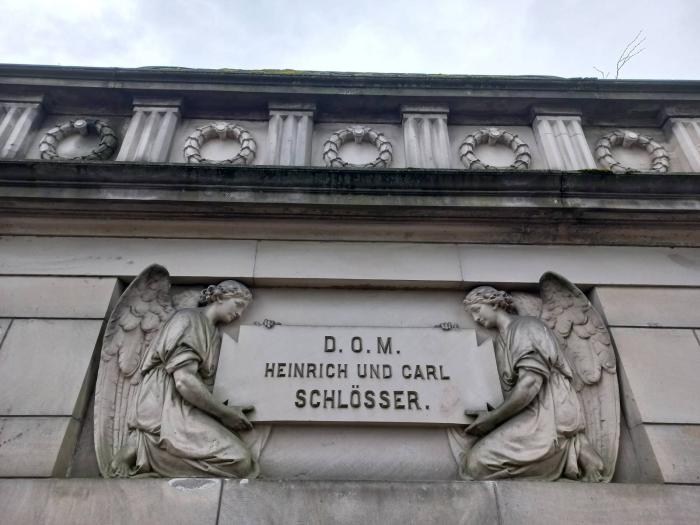 D. O. M.
HEINRICH UND CARL
SCHLÖSSER.